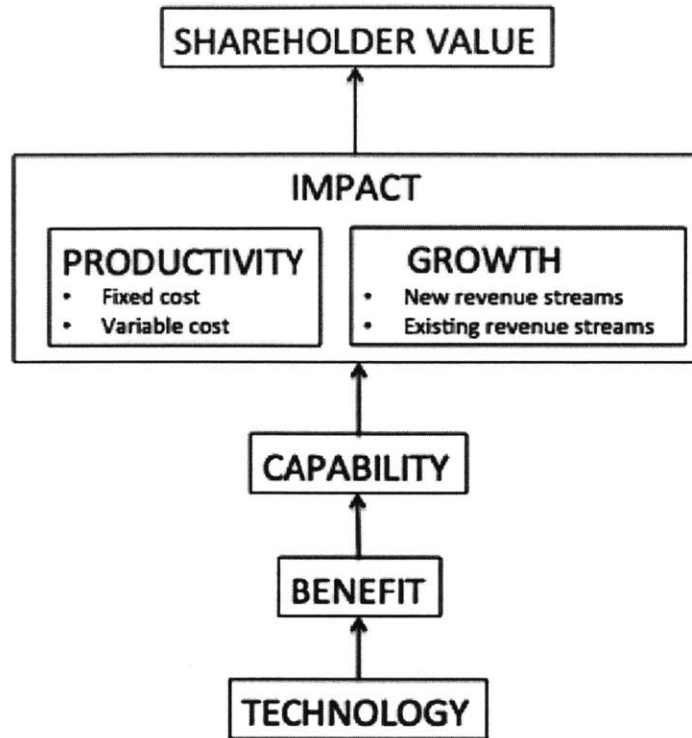 SHAREHOLDER VALUE
IMPACT
PRODUCTIVITY
• Fixed cost
• Variable cost
GROWTH
• New revenue streams
• Existing revenue streams
CAPABILITY
BENEFIT
TECHNOLOGY